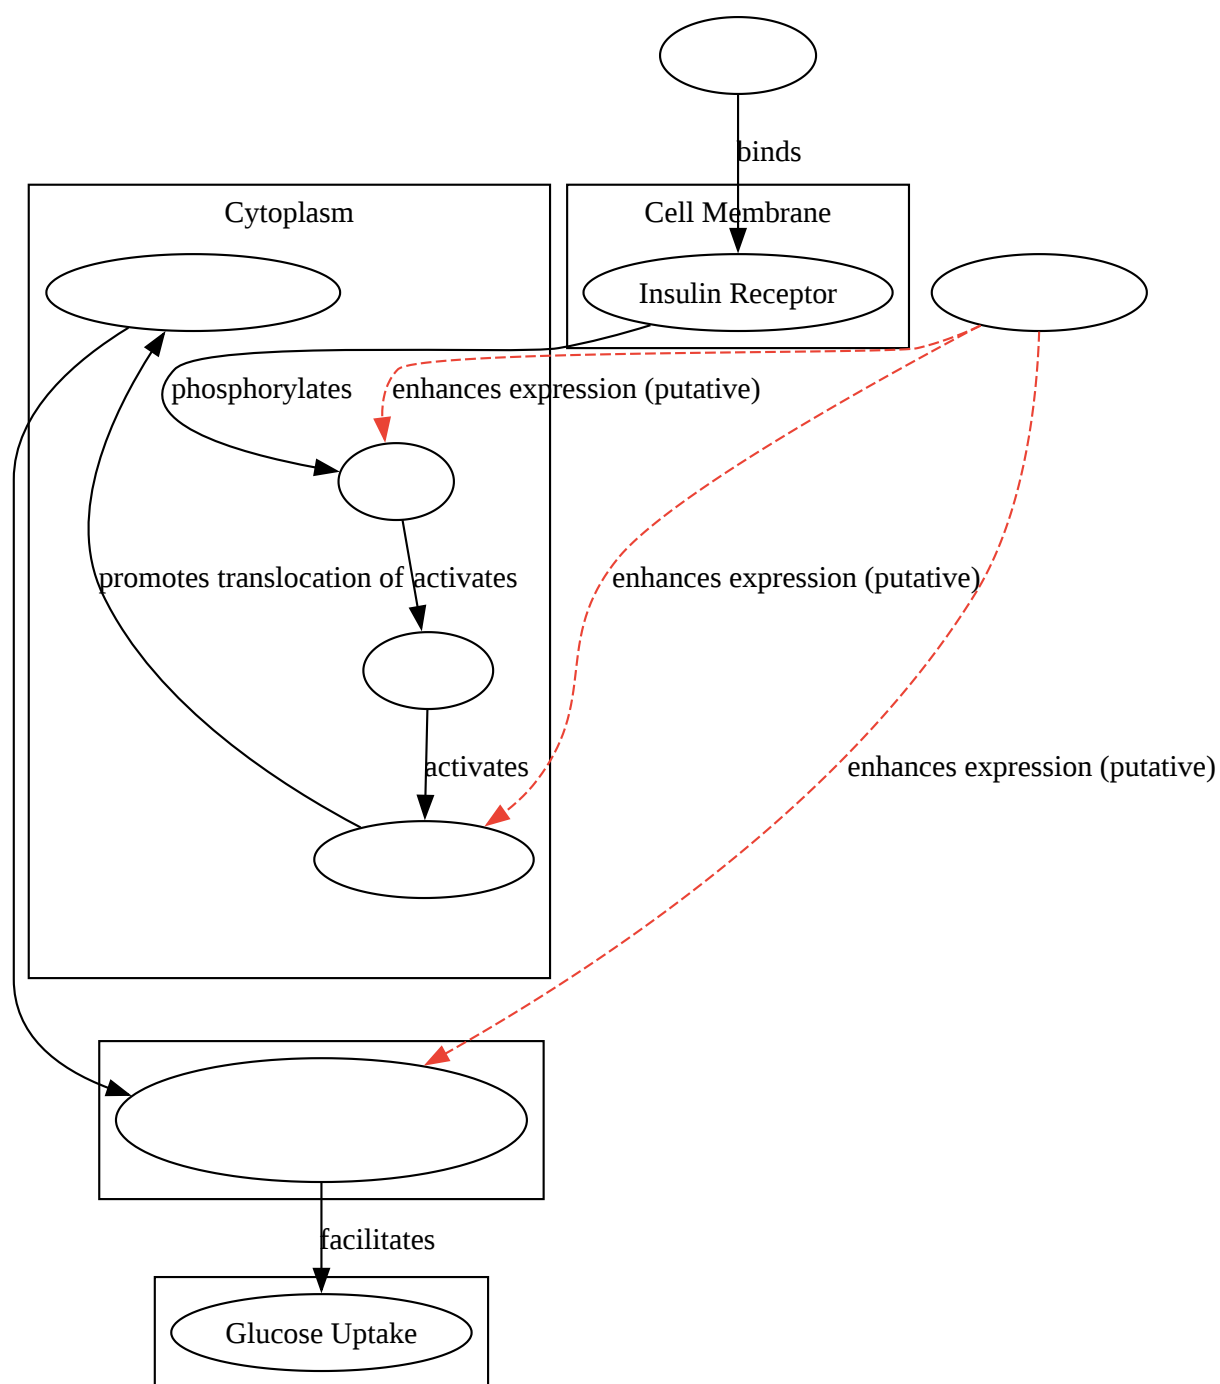 binds
Cytoplasm
Cell Membrane
Insulin Receptor
phosphorylates
enhances expression (putative)
promotes translocation of
activates
enhances expression (putative)
activates
enhances expression (putative)
facilitates
Glucose Uptake